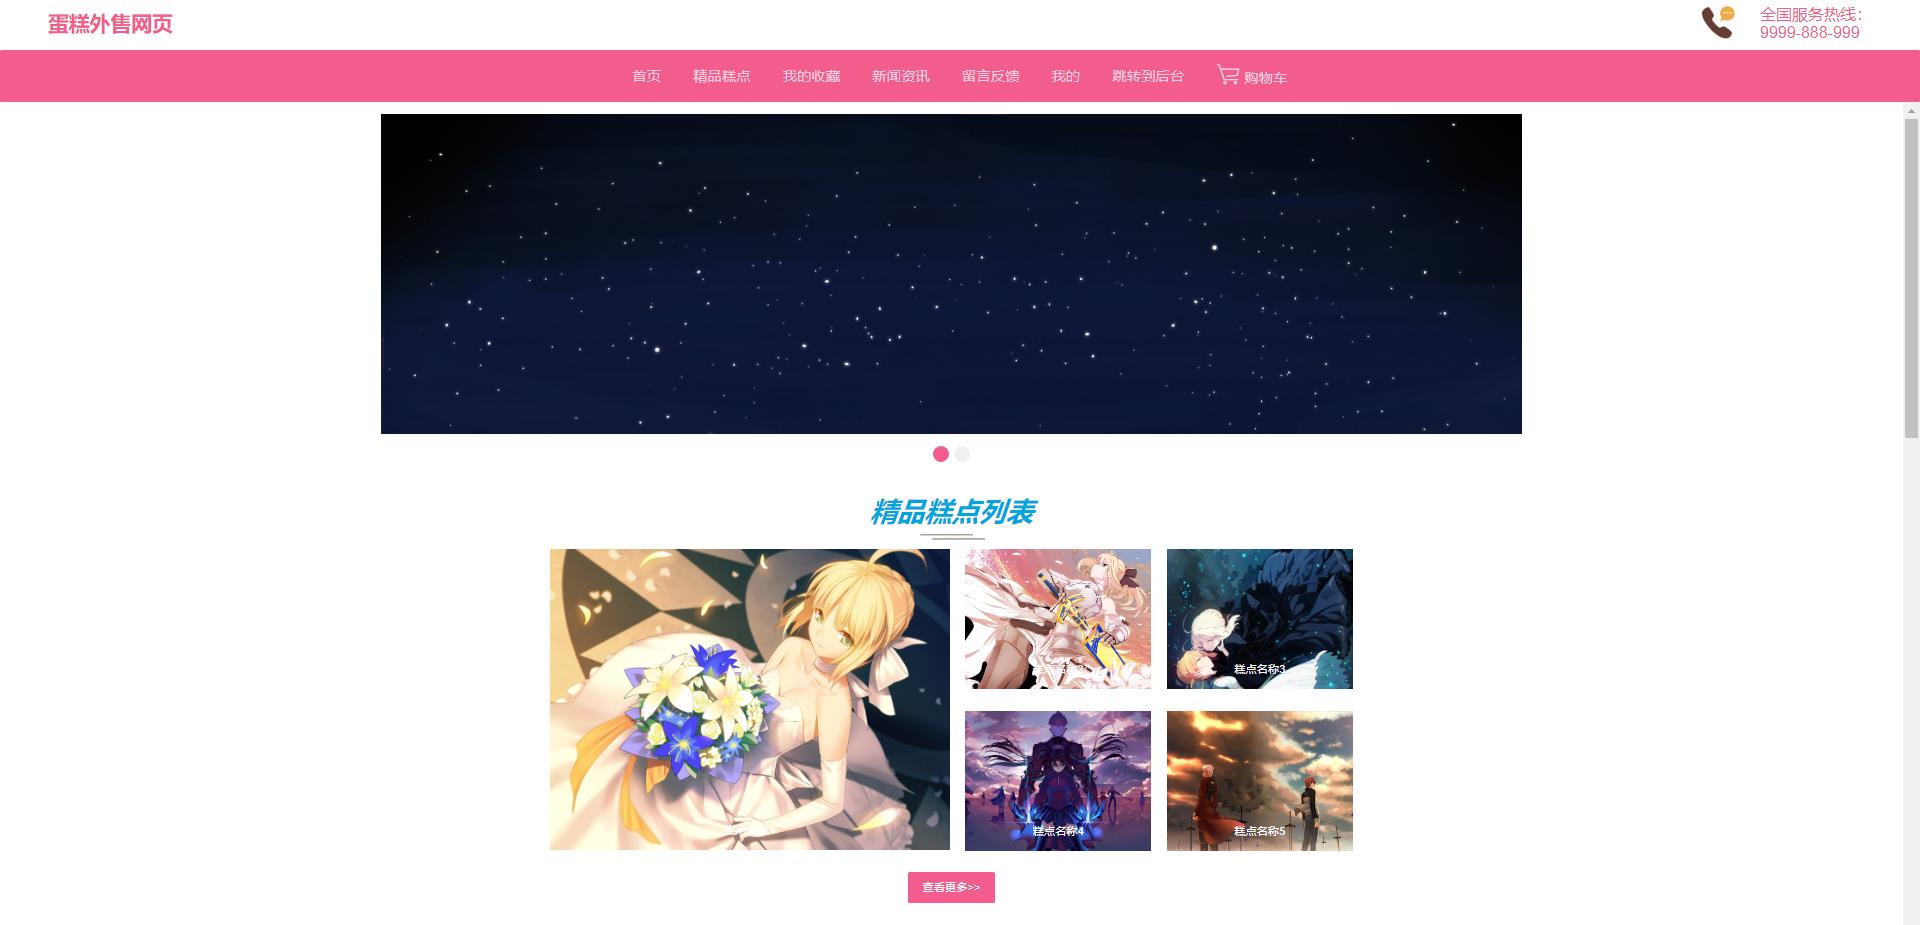 蛋糕外售网页
全国服务热线：
9999-888-999
首页 精品糕点 我的收藏 新闻资讯 留言反馈 我的 跳转到后台 购物车
精品糕点列表
糕点名称3
糕点名称4
糕点名称5
查看更多>>